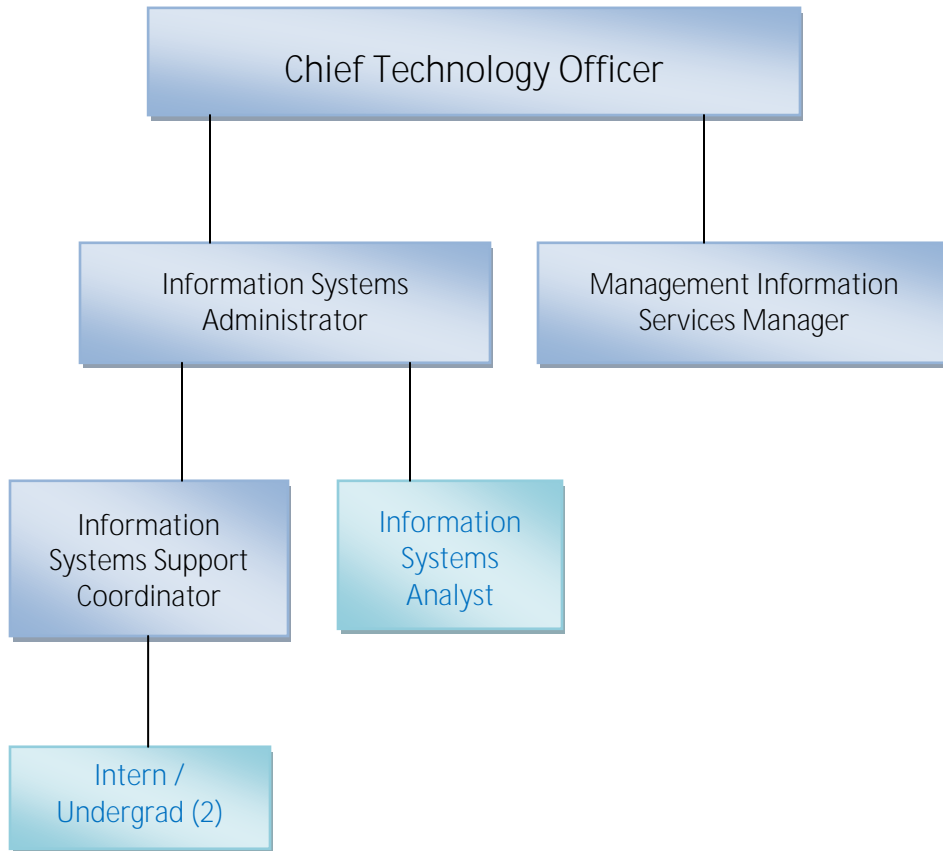 Chief Technology Officer
Information Systems
Administrator
Management Information
Services Manager
Information
Systems Support
Coordinator
Information
Systems
Analyst
Intern /
Undergrad (2)